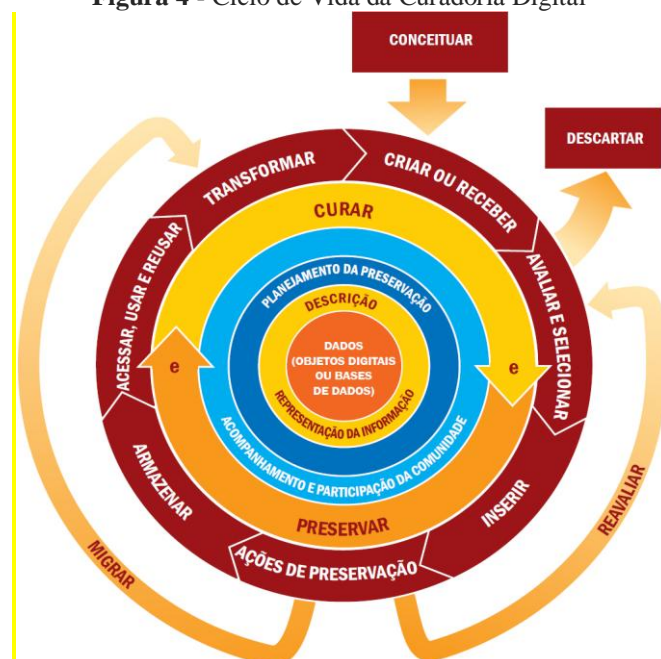 Figura 4 - Ciclo de Vida da Curadoria Digital
CONCEITUAR
DESCARTAR
TRANSFORMAR
CRIAR OU RECEBER
AVALIAR E SELECIONAR
INSERIR
AÇÕES DE PRESERVAÇÃO
ARMAZENAR
ACESSAR, USAR E REUSAR
CURAR
e
PRESERVAR
e
ACOMPANHAMENTO E PARTICIPAÇÃO DA COMUNIDADE
PLANEJAMENTO DA PRESERVAÇÃO
DESCRIÇÃO
REPRESENTAÇÃO DA INFORMAÇÃO
DADOS
(OBJETOS DIGITAIS
OU BASES
DE DADOS)
MIGRAR
REAVALIAR